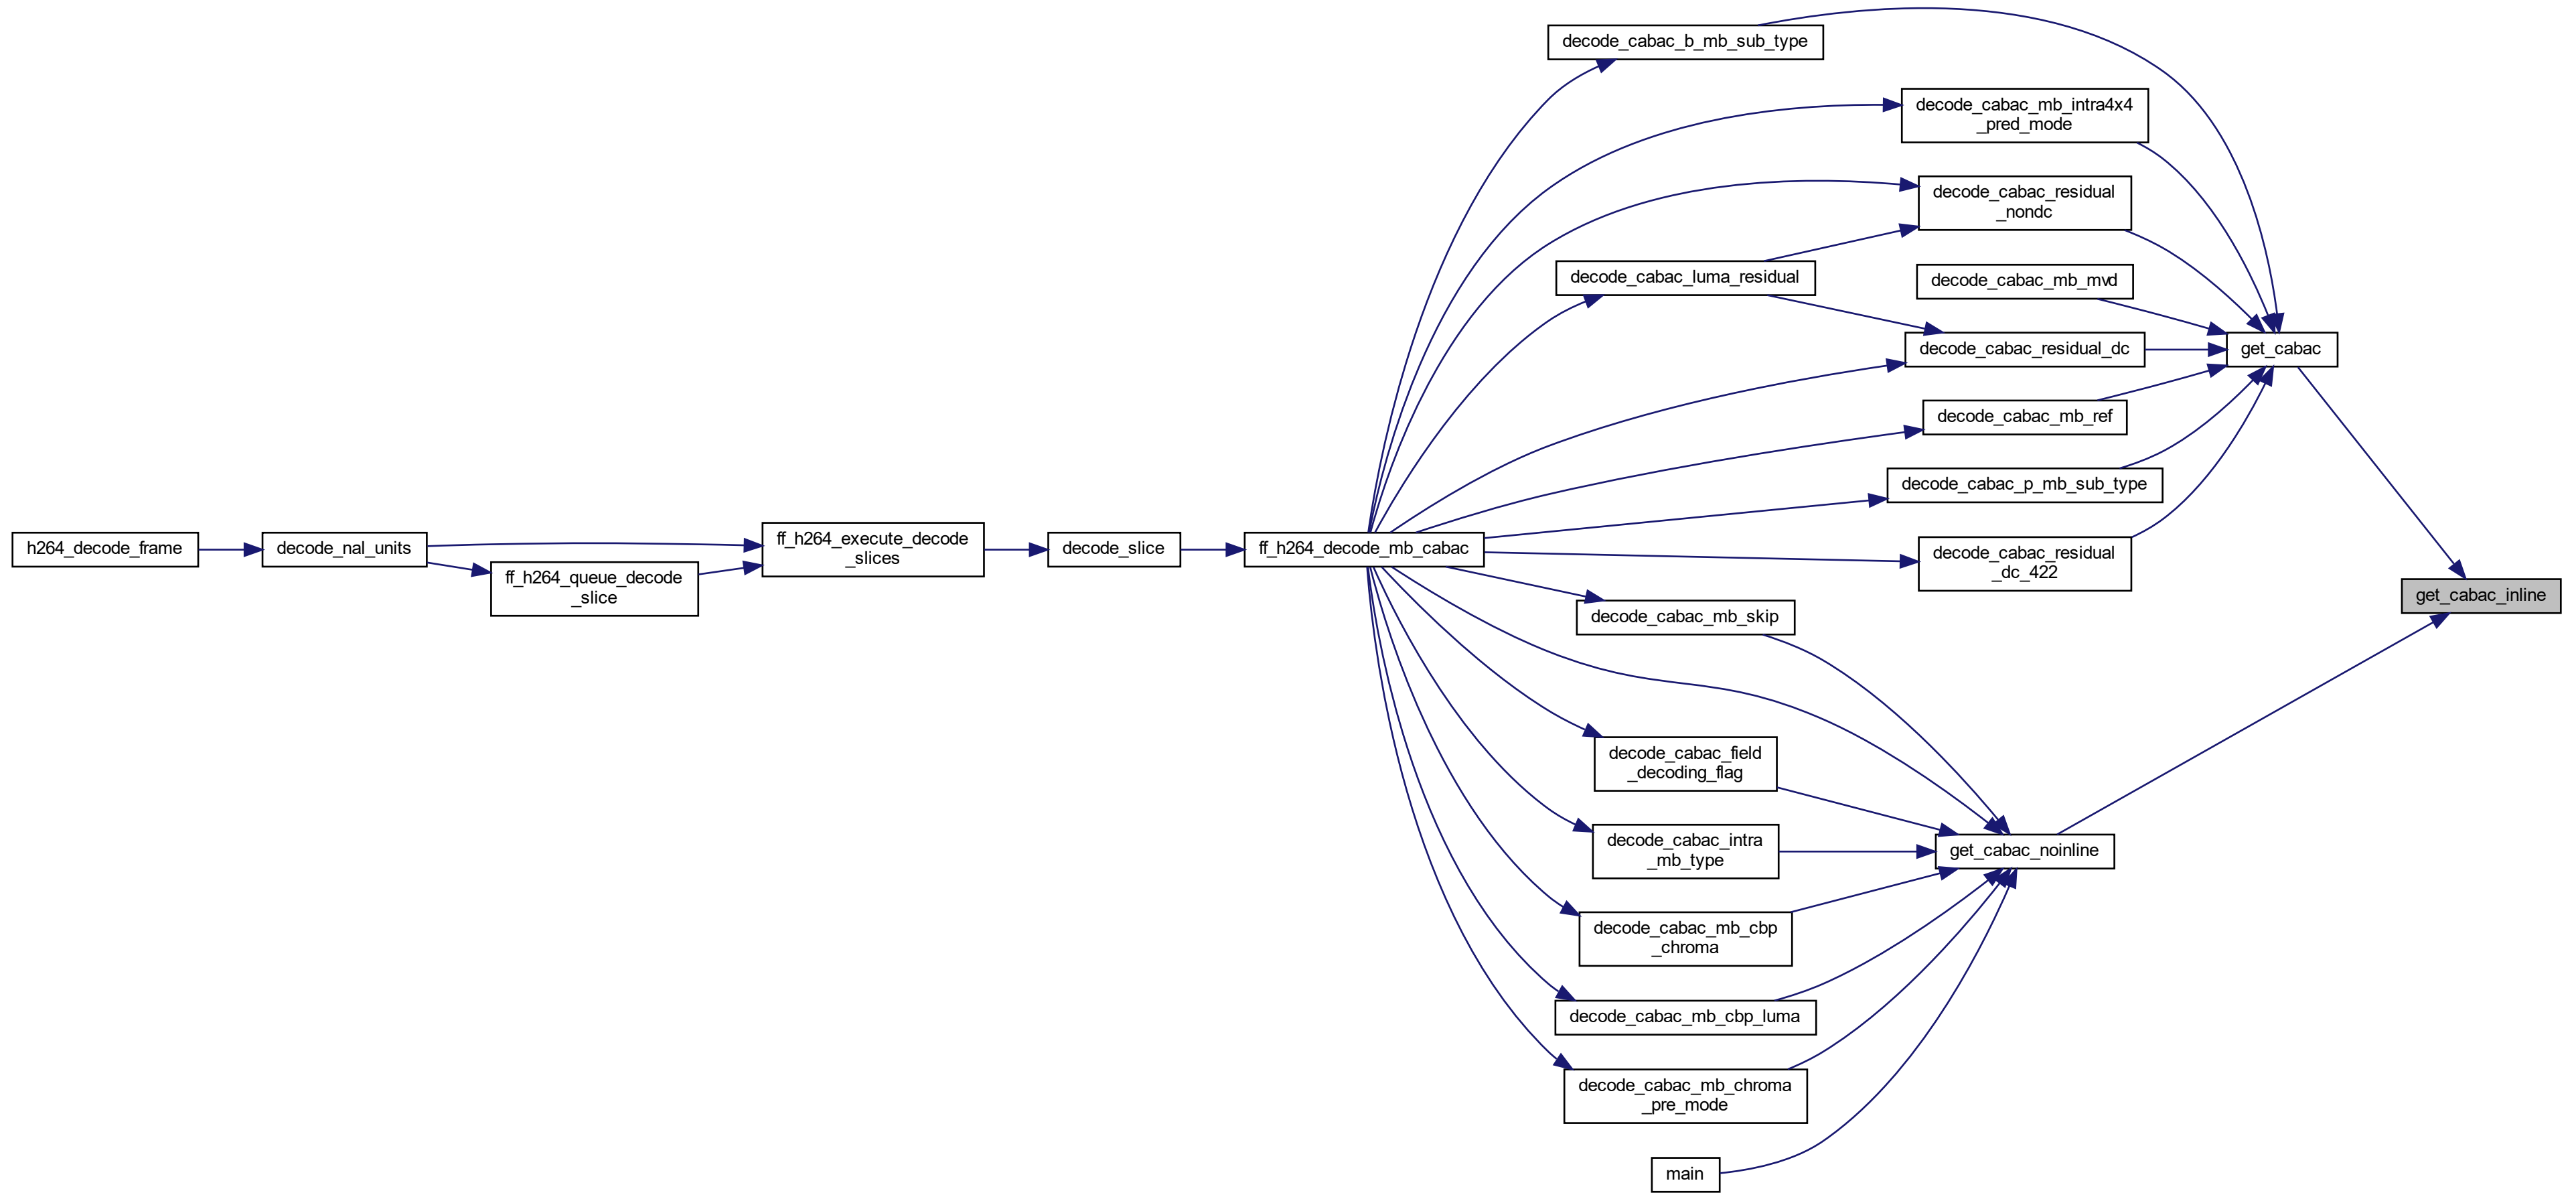 decode_cabac_b_mb_sub_type
decode_cabac_mb_intra4x4
_pred_mode
decode_cabac_residual
_nondc
decode_cabac_luma_residual
decode_cabac_mb_mvd
decode_cabac_residual_dc
get_cabac
decode_cabac_mb_ref
decode_cabac_p_mb_sub_type
h264_decode_frame
decode_nal_units
ff_h264_queue_decode
_slice
ff_h264_execute_decode
_slices
decode_slice
ff_h264_decode_mb_cabac
decode_cabac_residual
_dc_422
get_cabac_inline
decode_cabac_mb_skip
decode_cabac_field
_decoding_flag
decode_cabac_intra
_mb_type
get_cabac_noinline
decode_cabac_mb_cbp
_chroma
decode_cabac_mb_cbp_luma
decode_cabac_mb_chroma
_pre_mode
main